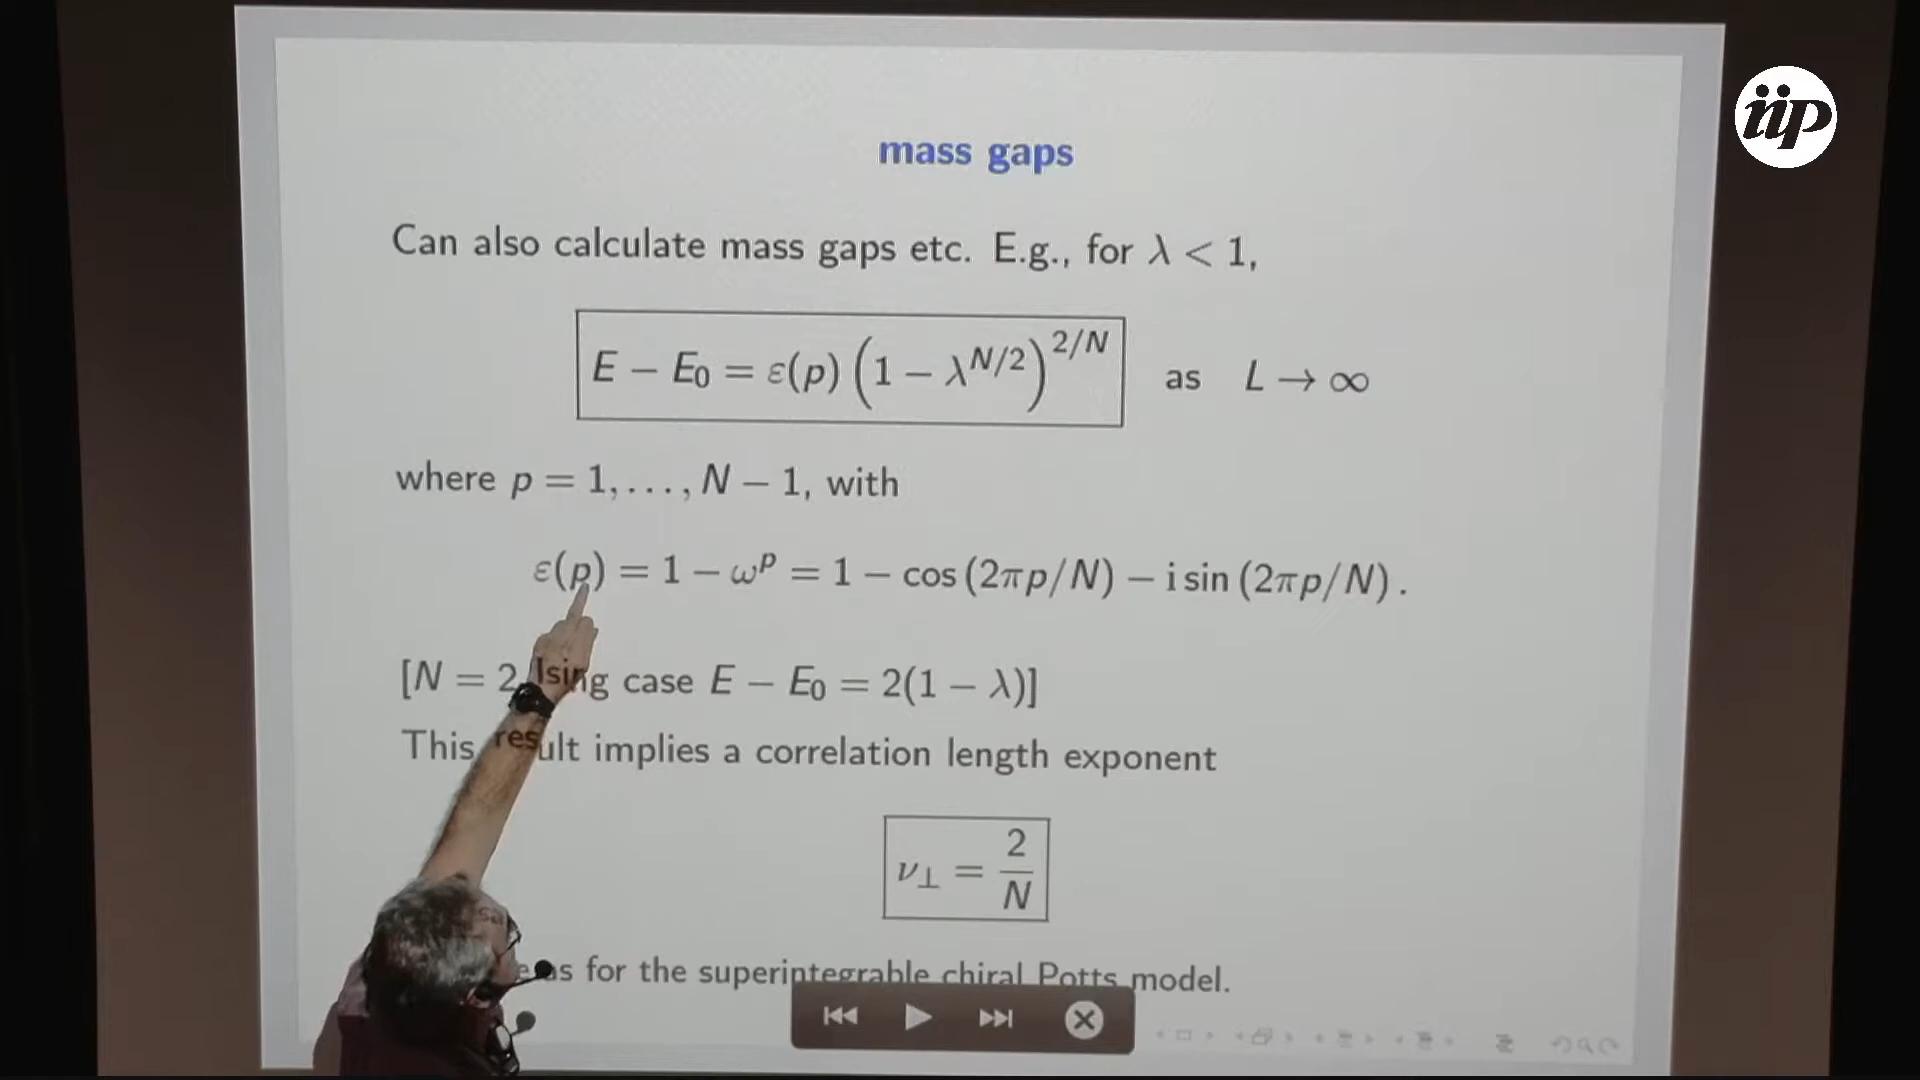 iip
mass gaps
Can also calculate mass gaps etc. E.g., for λ < 1,
E − E₀ = ε(p) (1 − λ^{N/2})^{2/N} as L → ∞
where p = 1, . . . , N − 1, with
ε(p) = 1 − ω^p = 1 − cos (2πp/N) − i sin (2πp/N) .
[N = 2 Ising case E − E₀ = 2(1 − λ)]
This result implies a correlation length exponent
ν⊥ = 2/N
as for the superintegrable chiral Potts model.